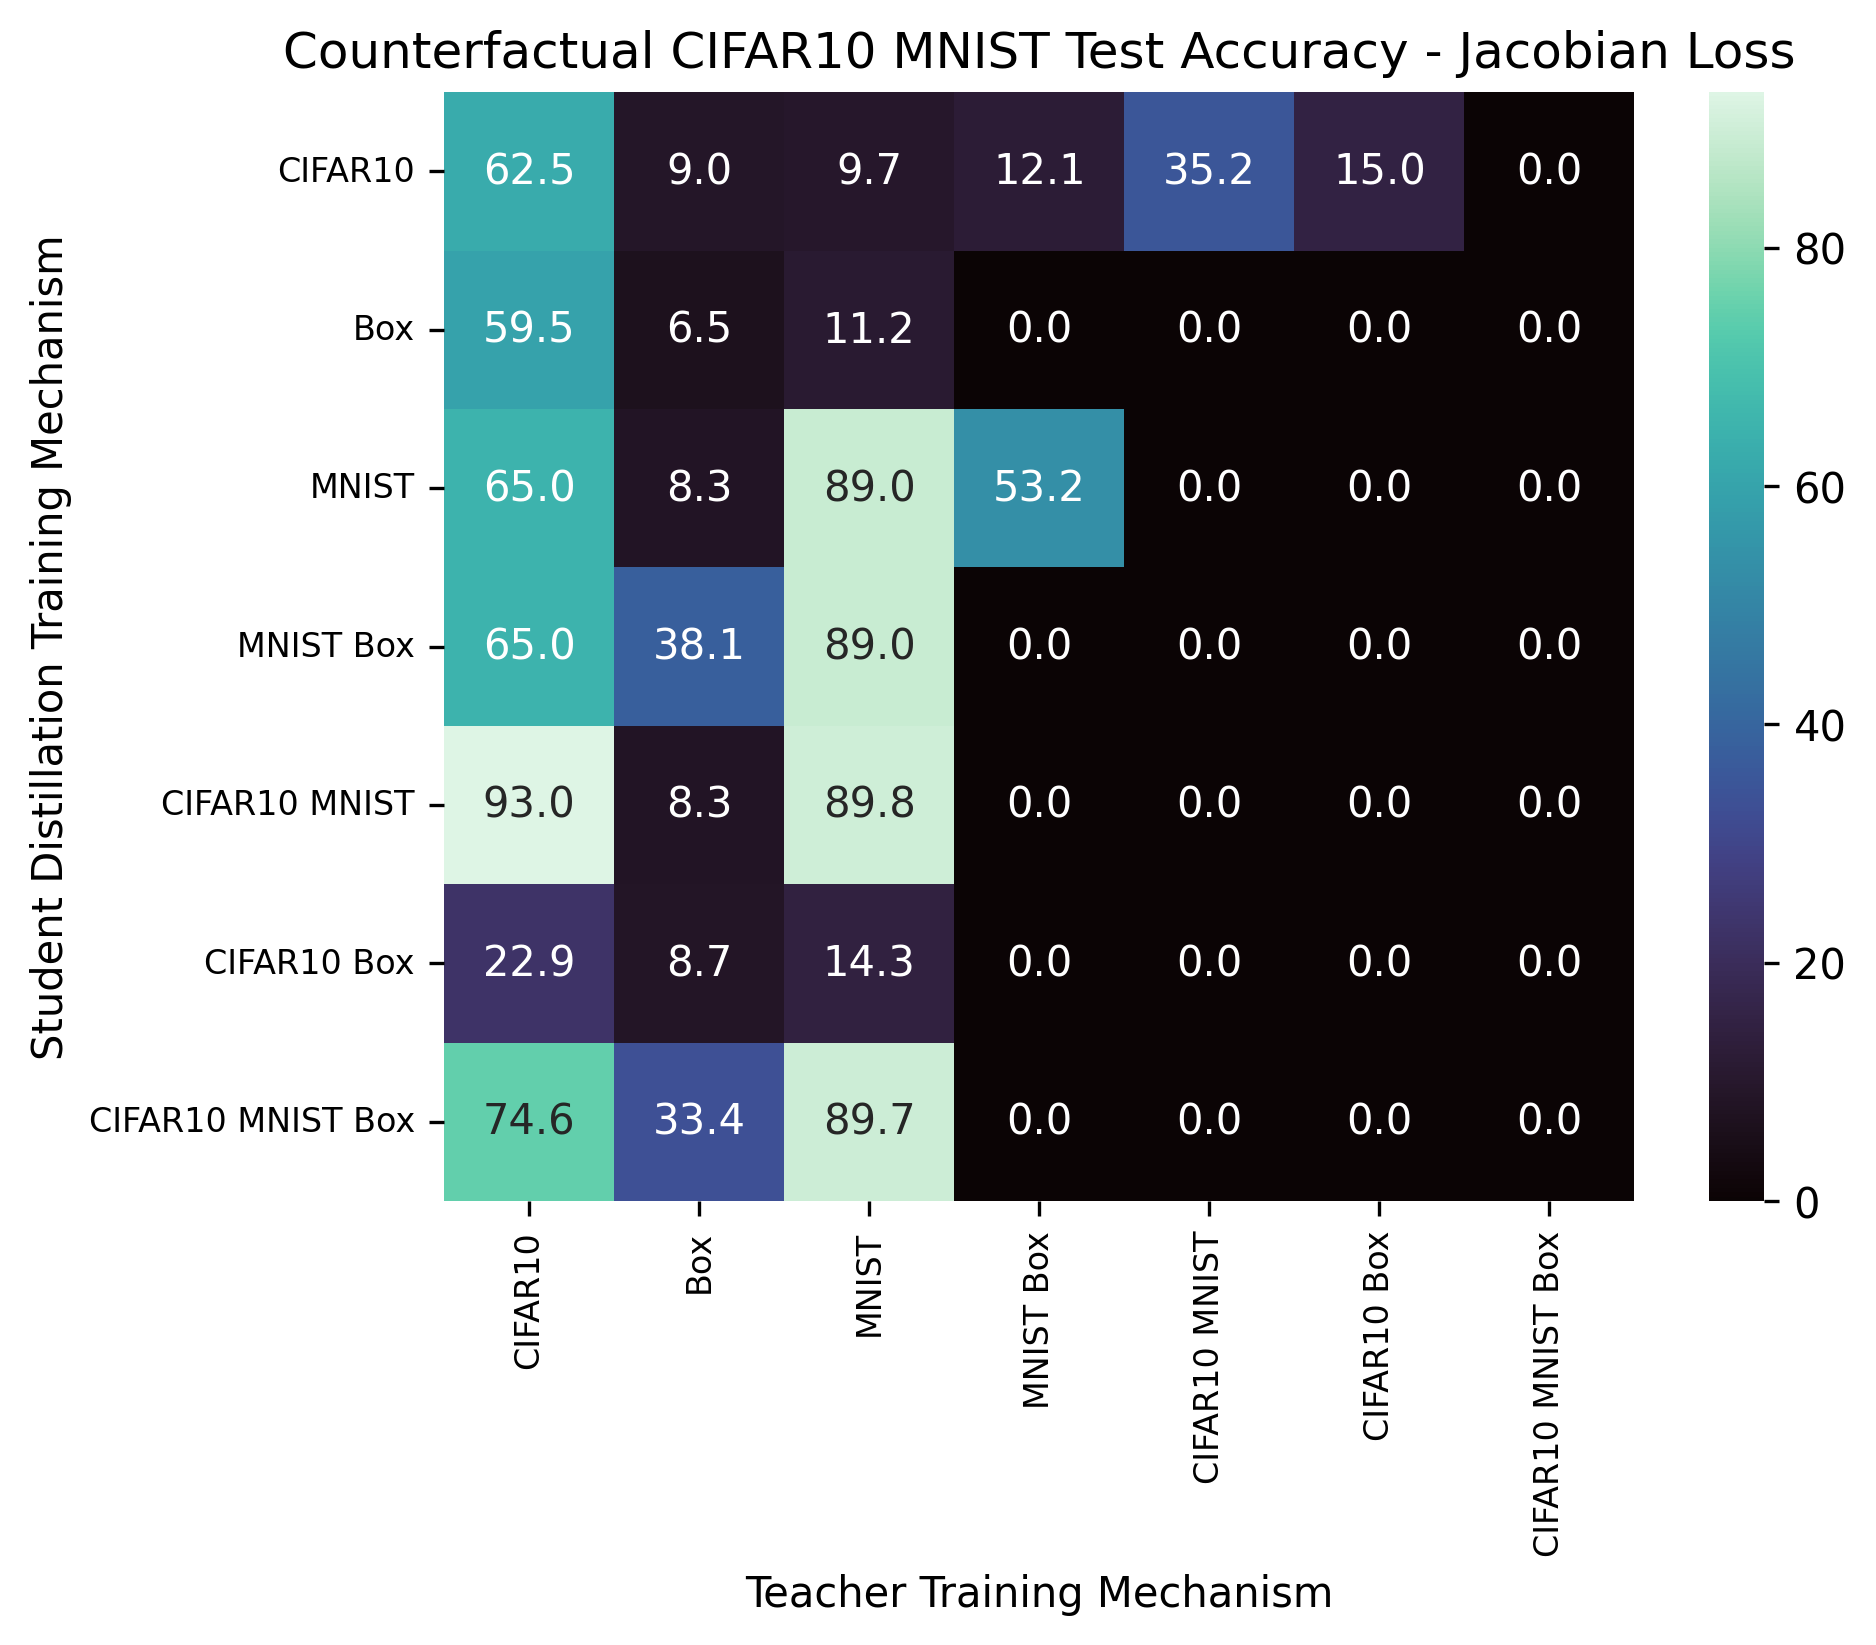 Counterfactual CIFAR10 MNIST Test Accuracy - Jacobian Loss
Student Distillation Training Mechanism
CIFAR10 62.5 9.0 9.7 12.1 35.2 15.0 0.0
Box 59.5 6.5 11.2 0.0 0.0 0.0 0.0
MNIST 65.0 8.3 89.0 53.2 0.0 0.0 0.0
MNIST Box 65.0 38.1 89.0 0.0 0.0 0.0 0.0
CIFAR10 MNIST 93.0 8.3 89.8 0.0 0.0 0.0 0.0
CIFAR10 Box 22.9 8.7 14.3 0.0 0.0 0.0 0.0
CIFAR10 MNIST Box 74.6 33.4 89.7 0.0 0.0 0.0 0.0
CIFAR10
Box
MNIST
MNIST Box
CIFAR10 MNIST
CIFAR10 Box
CIFAR10 MNIST Box
Teacher Training Mechanism
80
60
40
20
0